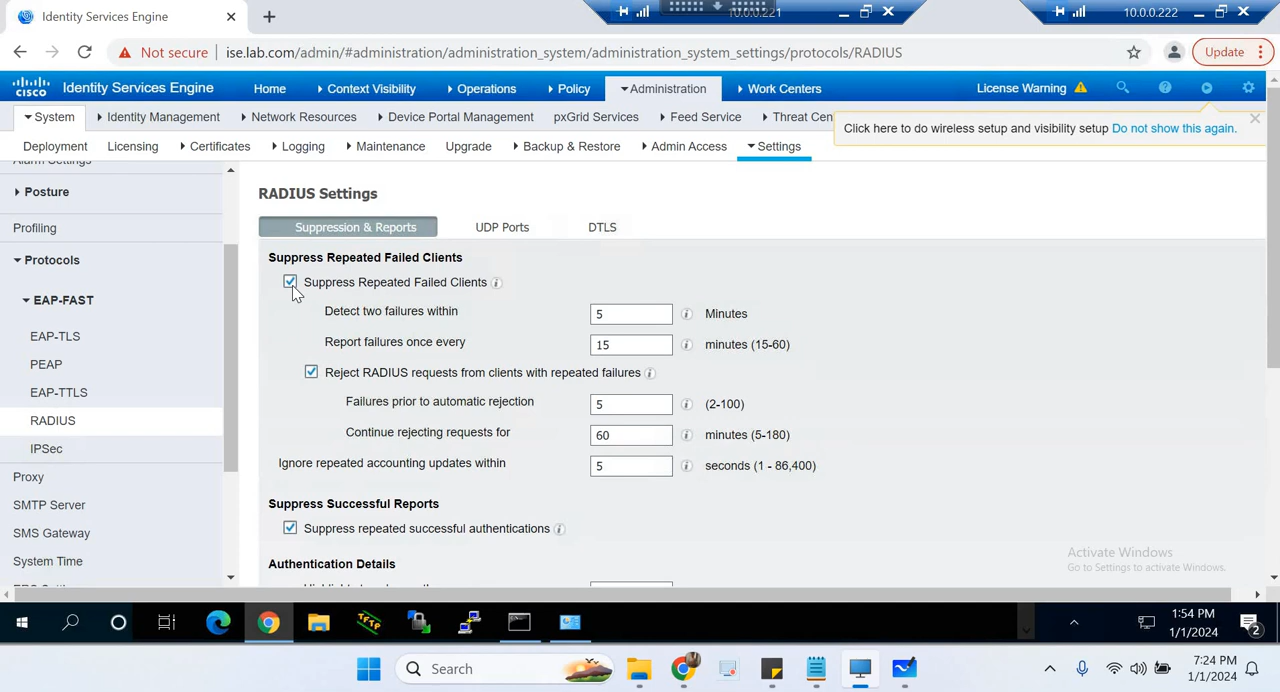 Identity Services Engine
10.0.0.221
10.0.0.222
Not secure
ise.lab.com/admin/#administration/administration_system/administration_system_settings/protocols/RADIUS
Update
CISCO
Identity Services Engine
Home
Context Visibility
Operations
Policy
Administration
Work Centers
License Warning
System
Identity Management
Network Resources
Device Portal Management
pxGrid Services
Feed Service
Threat Cen
Click here to do wireless setup and visibility setup Do not show this again.
Deployment
Licensing
Certificates
Logging
Maintenance
Upgrade
Backup & Restore
Admin Access
Settings
Alarm Settings
Posture
Profiling
Protocols
EAP-FAST
EAP-TLS
PEAP
EAP-TTLS
RADIUS
IPSec
Proxy
SMTP Server
SMS Gateway
System Time
RADIUS Settings
Suppression & Reports
UDP Ports
DTLS
Suppress Repeated Failed Clients
Suppress Repeated Failed Clients
Detect two failures within
5
Minutes
Report failures once every
15
minutes (15-60)
Reject RADIUS requests from clients with repeated failures
Failures prior to automatic rejection
5
(2-100)
Continue rejecting requests for
60
minutes (5-180)
Ignore repeated accounting updates within
5
seconds (1 - 86,400)
Suppress Successful Reports
Suppress repeated successful authentications
Authentication Details
Activate Windows
Go to Settings to activate Windows.
TFTP
1:54 PM
1/1/2024
2
Search
7:24 PM
1/1/2024